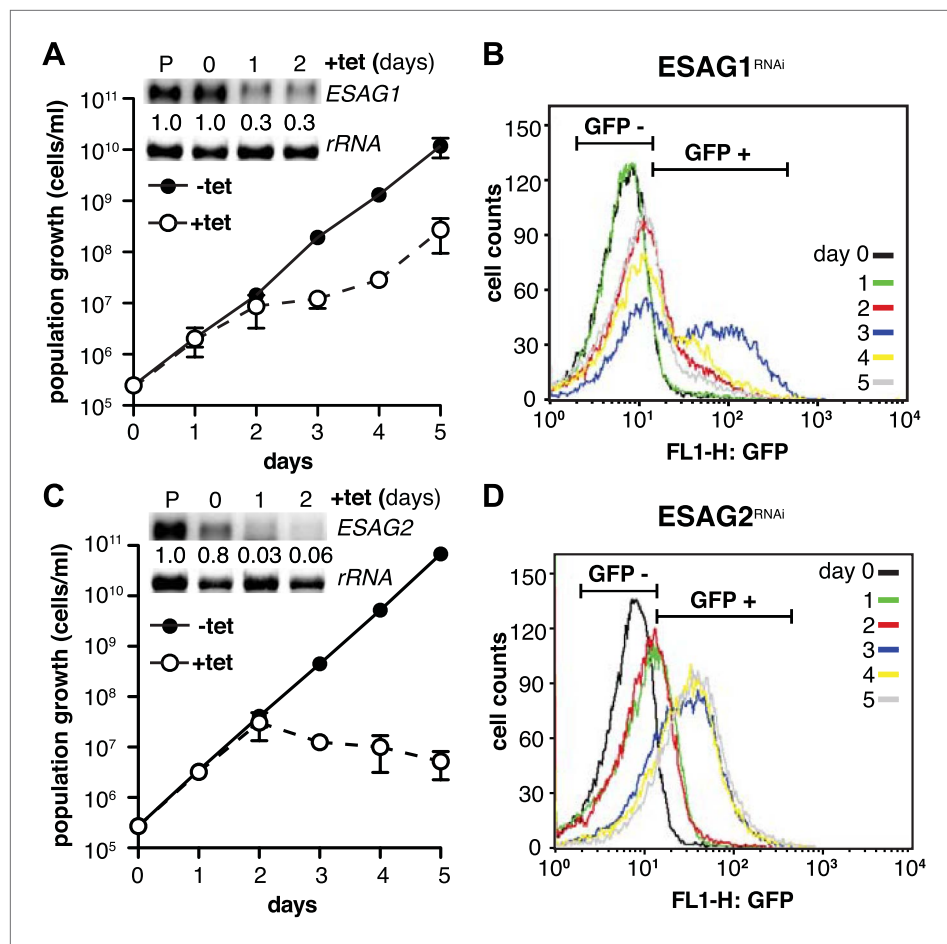 A
P 0 1 2 +tet (days)
ESAG1
1.0 1.0 0.3 0.3
rRNA
-tet
+tet
population growth (cells/ml)
10¹¹
10¹⁰
10⁹
10⁸
10⁷
10⁶
10⁵
0 1 2 3 4 5
days
B
ESAG1RNAi
GFP -
GFP +
cell counts
150
120
90
60
30
0
day 0
1
2
3
4
5
10⁰ 10¹ 10² 10³ 10⁴
FL1-H: GFP
C
P 0 1 2 +tet (days)
ESAG2
1.0 0.8 0.03 0.06
rRNA
-tet
+tet
population growth (cells/ml)
10¹¹
10¹⁰
10⁹
10⁸
10⁷
10⁶
10⁵
0 1 2 3 4 5
days
D
ESAG2RNAi
GFP -
GFP +
cell counts
150
120
90
60
30
0
day 0
1
2
3
4
5
10⁰ 10¹ 10² 10³ 10⁴
FL1-H: GFP